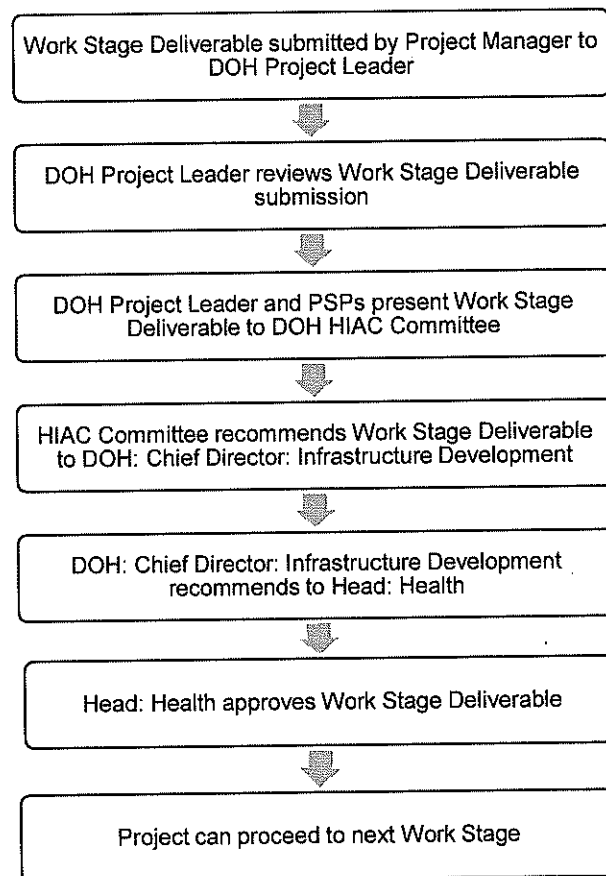 Work Stage Deliverable submitted by Project Manager to
DOH Project Leader
DOH Project Leader reviews Work Stage Deliverable
submission
DOH Project Leader and PSPs present Work Stage
Deliverable to DOH HIAC Committee
HIAC Committee recommends Work Stage Deliverable
to DOH: Chief Director: Infrastructure Development
DOH: Chief Director: Infrastructure Development
recommends to Head: Health
Head: Health approves Work Stage Deliverable
Project can proceed to next Work Stage